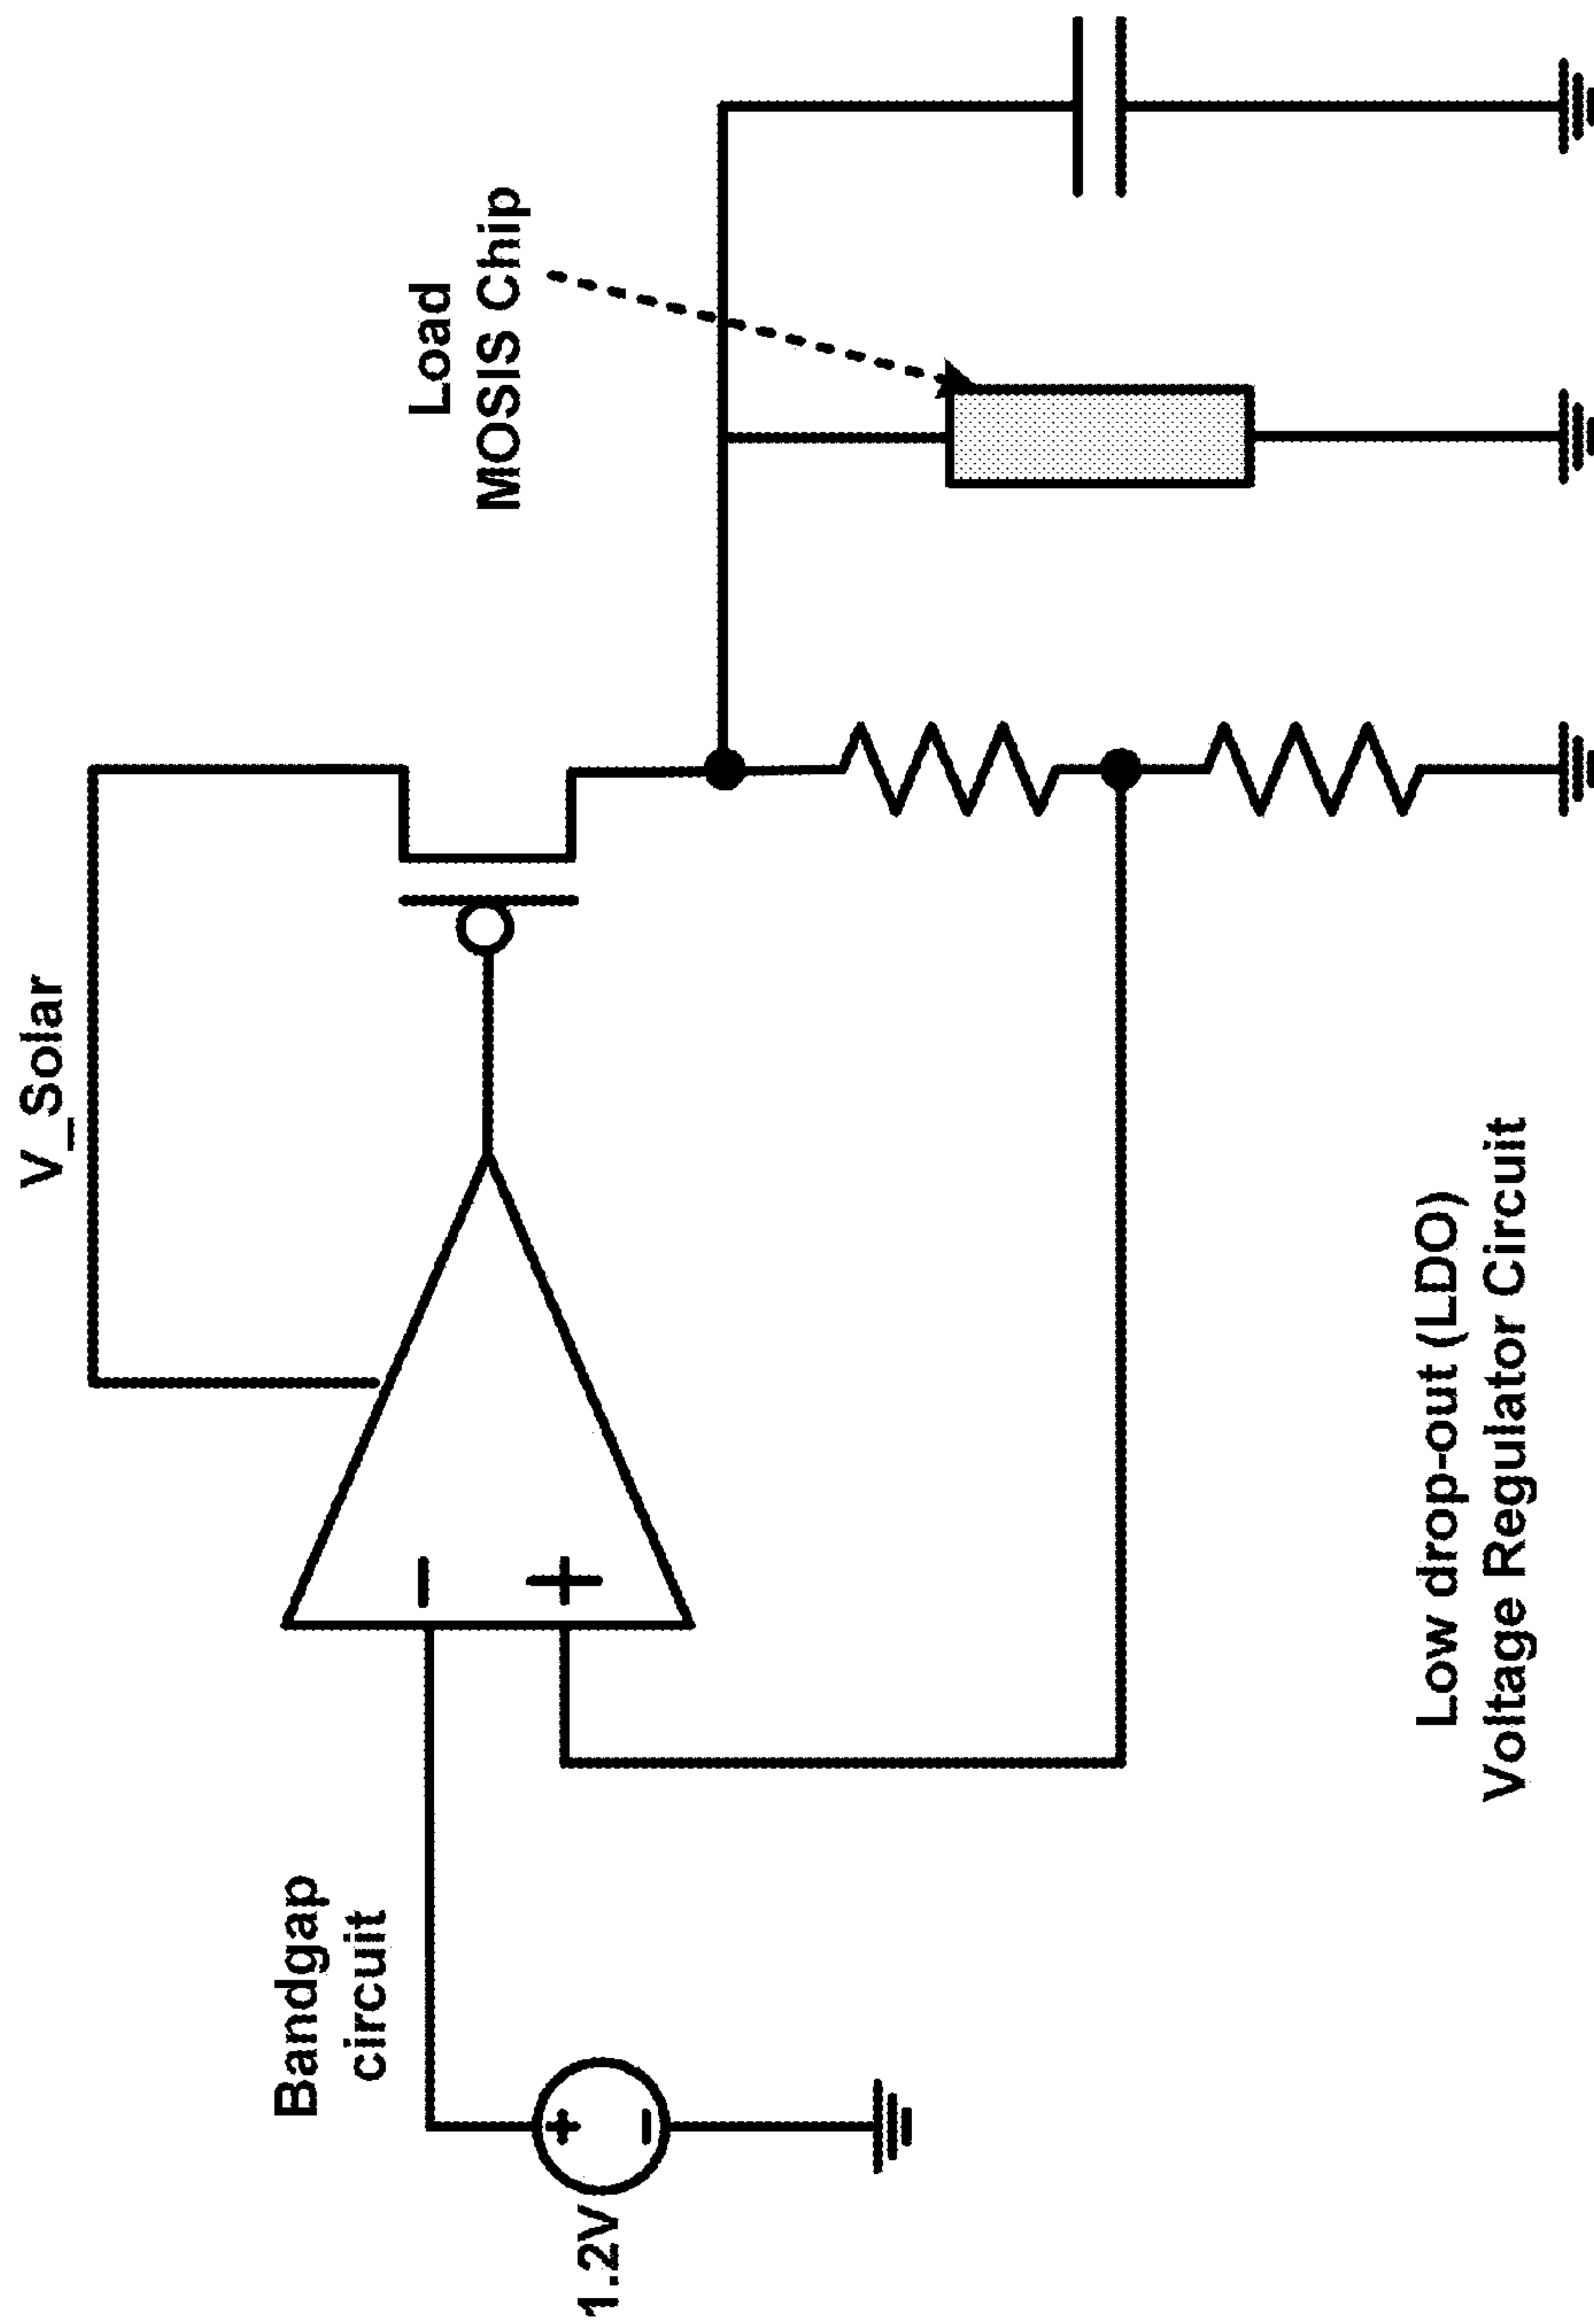 V_Solar
Load
MOSIS Chip
Bandgap
circuit
−
+
+
−
1.2V
Low drop-out (LDO)
Voltage Regulator Circuit